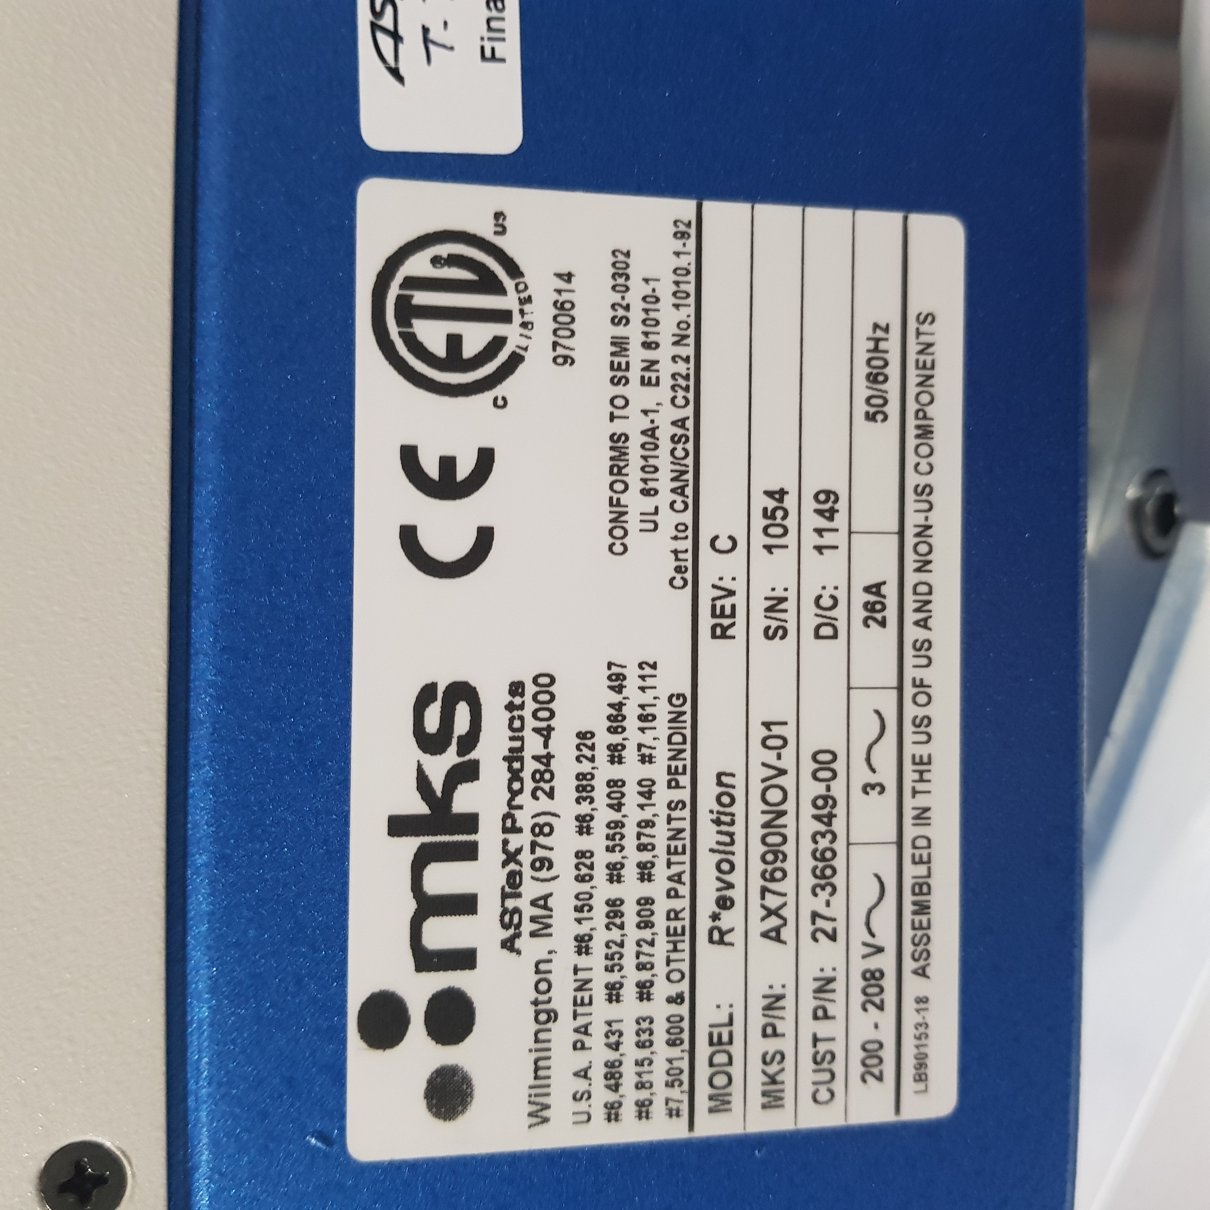 mks
ASTeX Products
Wilmington, MA (978) 284-4000
U.S.A. PATENT #6,150,628 #6,388,226
#6,486,431 #6,552,296 #6,559,408 #6,664,497
#6,815,633 #6,872,909 #6,879,140 #7,161,112
#7,501,600 & OTHER PATENTS PENDING
CE
ETL®
LISTED
C US
9700614
CONFORMS TO SEMI S2-0302
UL 61010A-1, EN 61010-1
Cert to CAN/CSA C22.2 No.1010.1-92
MODEL: R*evolution REV: C
MKS P/N: AX7690NOV-01 S/N: 1054
CUST P/N: 27-366349-00 D/C: 1149
200 - 208 V~ 3~ 26A 50/60Hz
LB90153-18 ASSEMBLED IN THE US OF US AND NON-US COMPONENTS